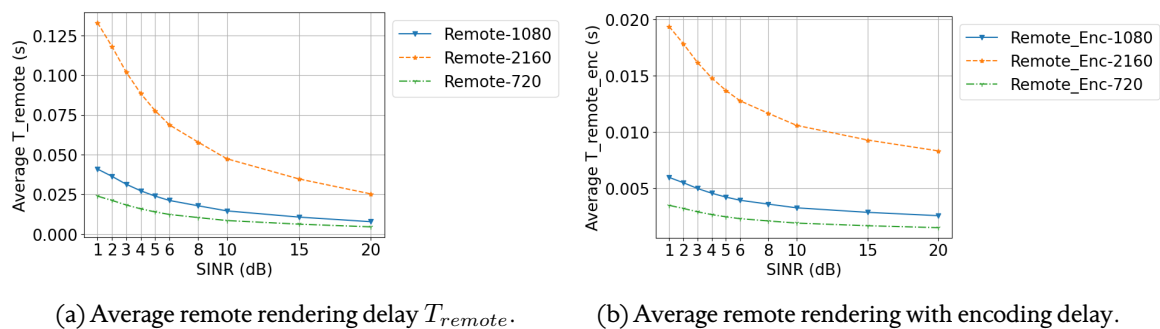 0.125
0.100
0.075
0.050
0.025
0.000
Average T_remote (s)
1 2 3 4 5 6 8 10 15 20
SINR (dB)
Remote-1080
Remote-2160
Remote-720
(a) Average remote rendering delay T_remote.
0.020
0.015
0.010
0.005
Average T_remote_enc (s)
1 2 3 4 5 6 8 10 15 20
SINR (dB)
Remote_Enc-1080
Remote_Enc-2160
Remote_Enc-720
(b) Average remote rendering with encoding delay.